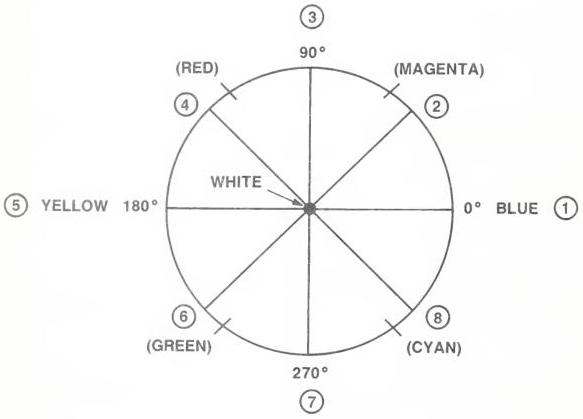 ③
90°
(RED)
(MAGENTA)
④
②
WHITE
⑤ YELLOW 180°
0° BLUE ①
⑥
⑧
(GREEN)
(CYAN)
270°
⑦